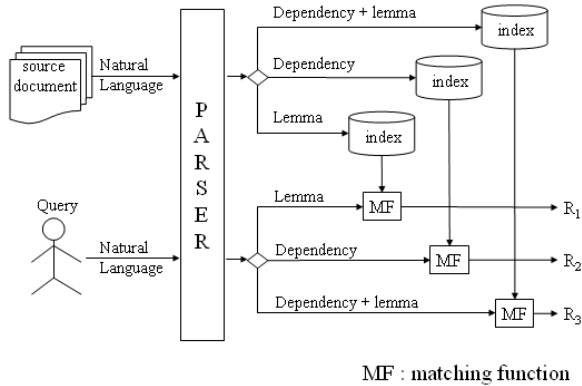 Dependency + lemma
index
source
document
Natural
Language
Dependency
index
Lemma
index
PARSER
Query
Natural
Language
Lemma
MF
R1
Dependency
MF
R2
Dependency + lemma
MF
R3
MF : matching function